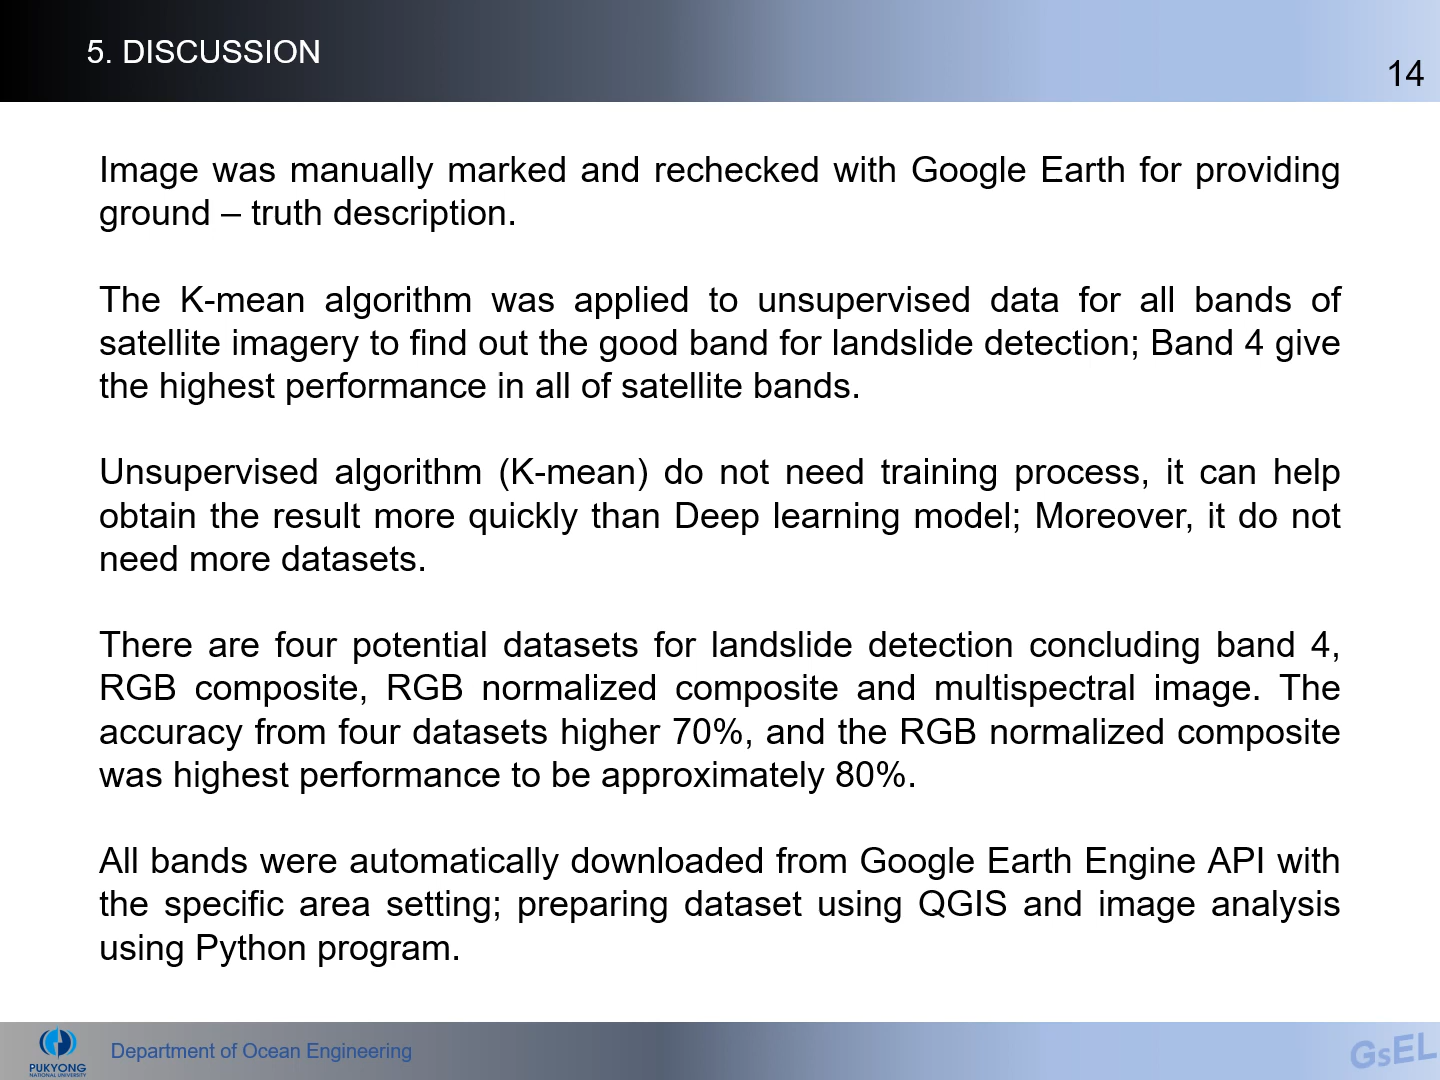 5. DISCUSSION
14
Image was manually marked and rechecked with Google Earth for providing
ground – truth description.
The K-mean algorithm was applied to unsupervised data for all bands of
satellite imagery to find out the good band for landslide detection; Band 4 give
the highest performance in all of satellite bands.
Unsupervised algorithm (K-mean) do not need training process, it can help
obtain the result more quickly than Deep learning model; Moreover, it do not
need more datasets.
There are four potential datasets for landslide detection concluding band 4,
RGB composite, RGB normalized composite and multispectral image. The
accuracy from four datasets higher 70%, and the RGB normalized composite
was highest performance to be approximately 80%.
All bands were automatically downloaded from Google Earth Engine API with
the specific area setting; preparing dataset using QGIS and image analysis
using Python program.
PUKYONG
NATIONAL UNIVERSITY
Department of Ocean Engineering
GsEL